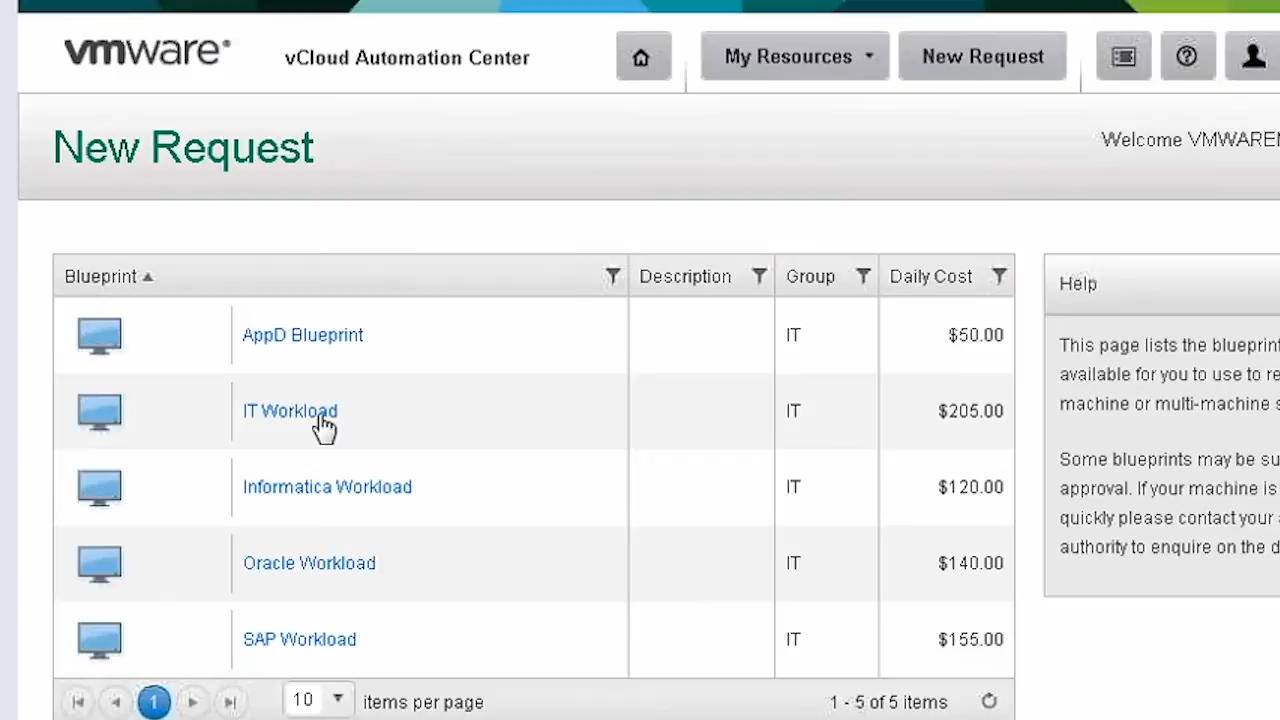 vmware®
vCloud Automation Center
My Resources
New Request
New Request
Welcome VMWAREN
Blueprint
Description
Group
Daily Cost
AppD Blueprint
IT
$50.00
IT Workload
IT
$205.00
Informatica Workload
IT
$120.00
Oracle Workload
IT
$140.00
SAP Workload
IT
$155.00
1
10
items per page
1 - 5 of 5 items
Help
This page lists the blueprint
available for you to use to re
machine or multi-machine s
Some blueprints may be su
approval. If your machine is
quickly please contact your a
authority to enquire on the d